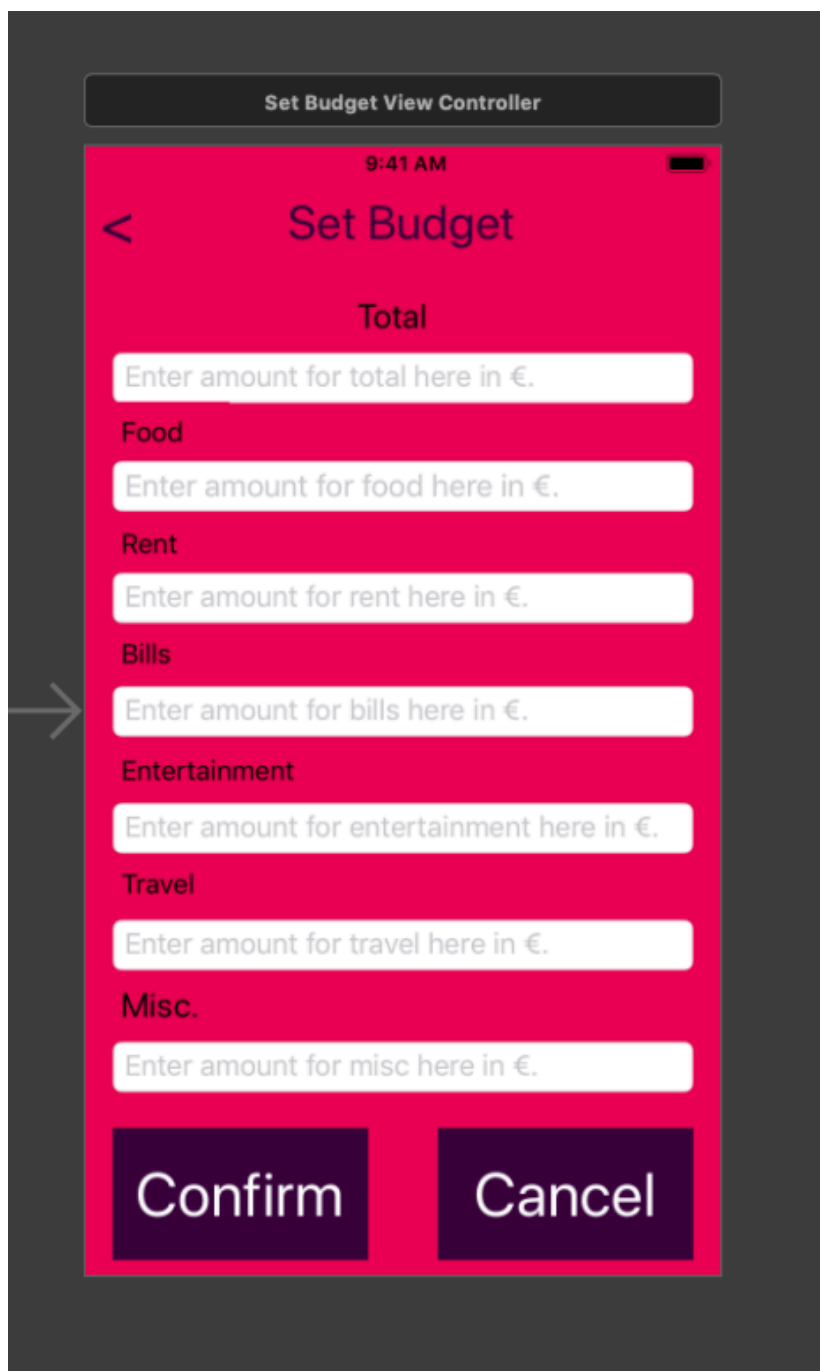 Set Budget View Controller
9:41 AM
< Set Budget
Total
Enter amount for total here in €.
Food
Enter amount for food here in €.
Rent
Enter amount for rent here in €.
Bills
Enter amount for bills here in €.
Entertainment
Enter amount for entertainment here in €.
Travel
Enter amount for travel here in €.
Misc.
Enter amount for misc here in €.
Confirm Cancel